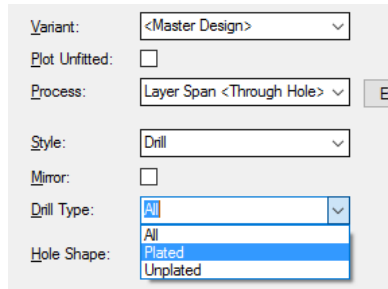 Variant: <Master Design>
Plot Unfitted:
Process: Layer Span <Through Hole> E
Style: Drill
Mirror:
Drill Type: All
All
Hole Shape: Plated
Unplated